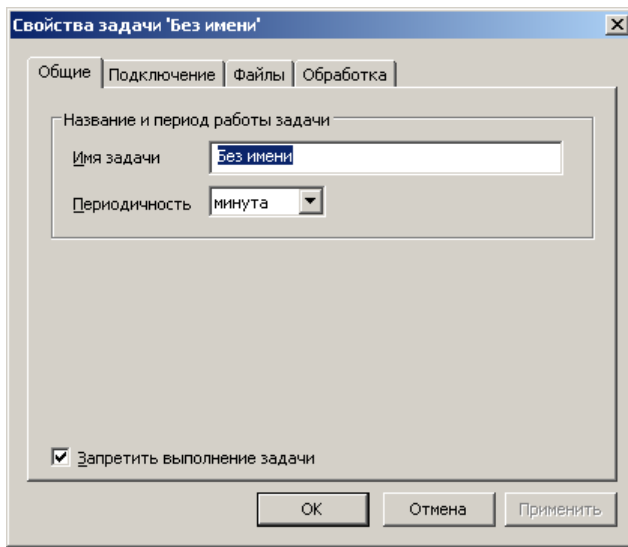 Свойства задачи 'Без имени'
Общие Подключение Файлы Обработка
Название и период работы задачи
Имя задачи Без имени
Периодичность минута
Запретить выполнение задачи
OK Отмена Применить